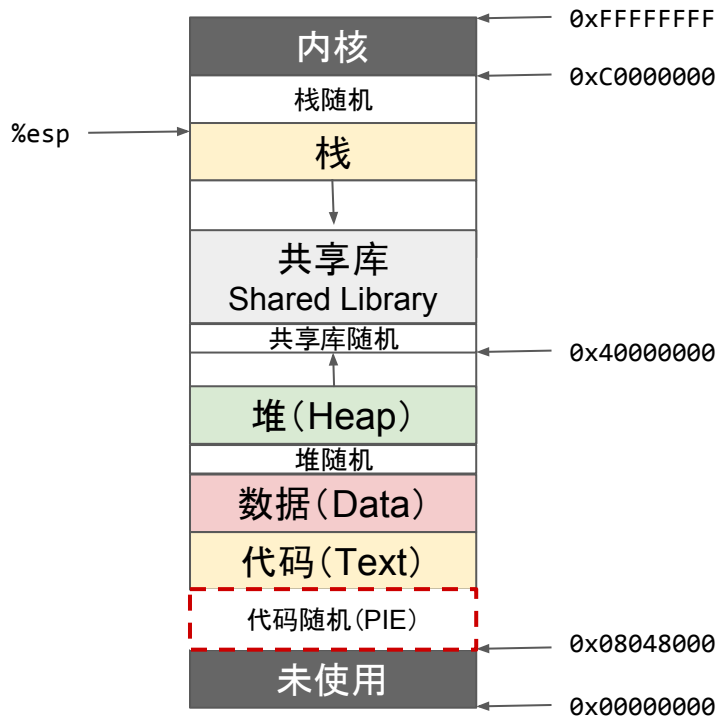 0xFFFFFFFF
内核
0xC0000000
栈随机
%esp
栈
共享库
Shared Library
共享库随机
0x40000000
堆（Heap）
堆随机
数据（Data）
代码（Text）
代码随机（PIE）
0x08048000
未使用
0x00000000